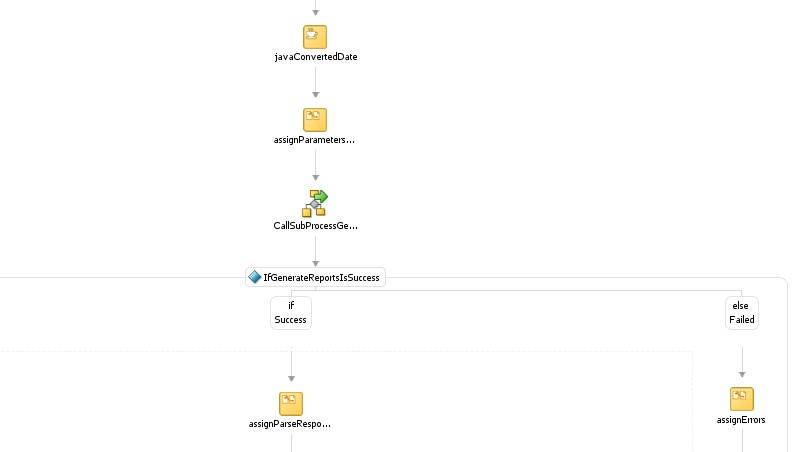 javaConvertedDate
assignParameters...
CallSubProcessGe...
IfGenerateReportsIsSuccess
if
Success
else
Failed
assignParseRespo...
assignErrors